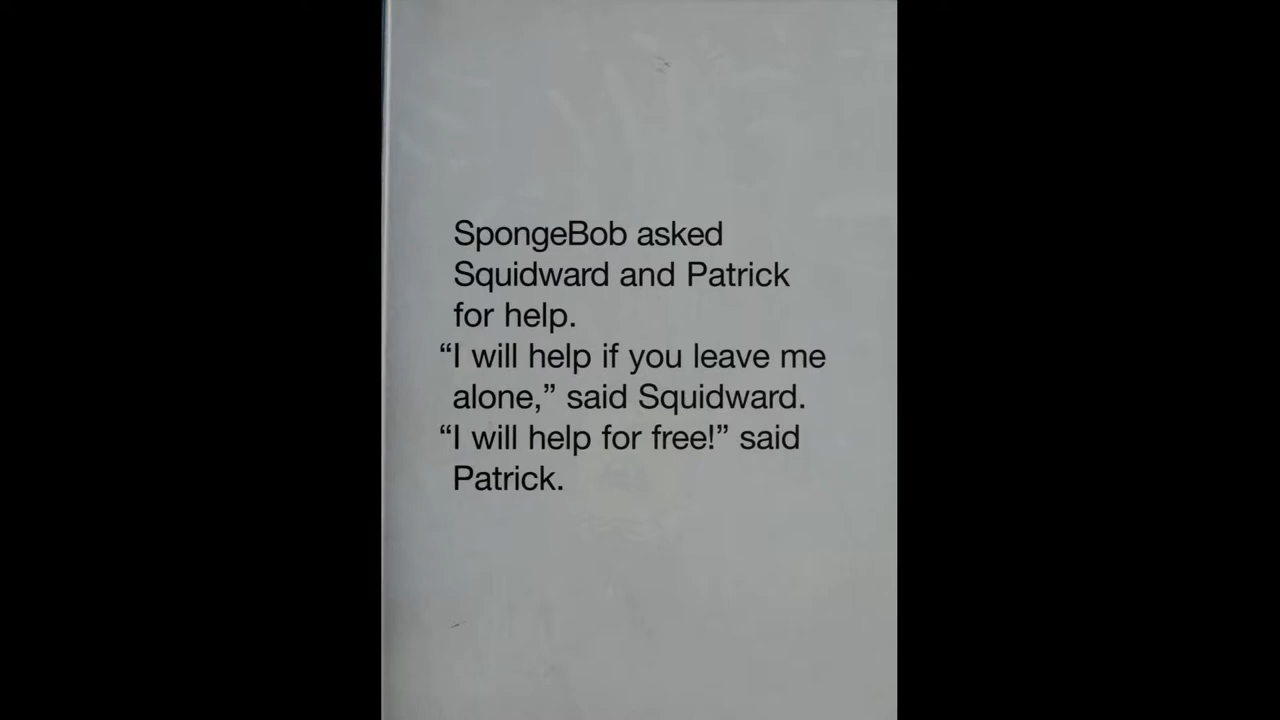 SpongeBob asked
Squidward and Patrick
for help.
“I will help if you leave me
alone,” said Squidward.
“I will help for free!” said
Patrick.